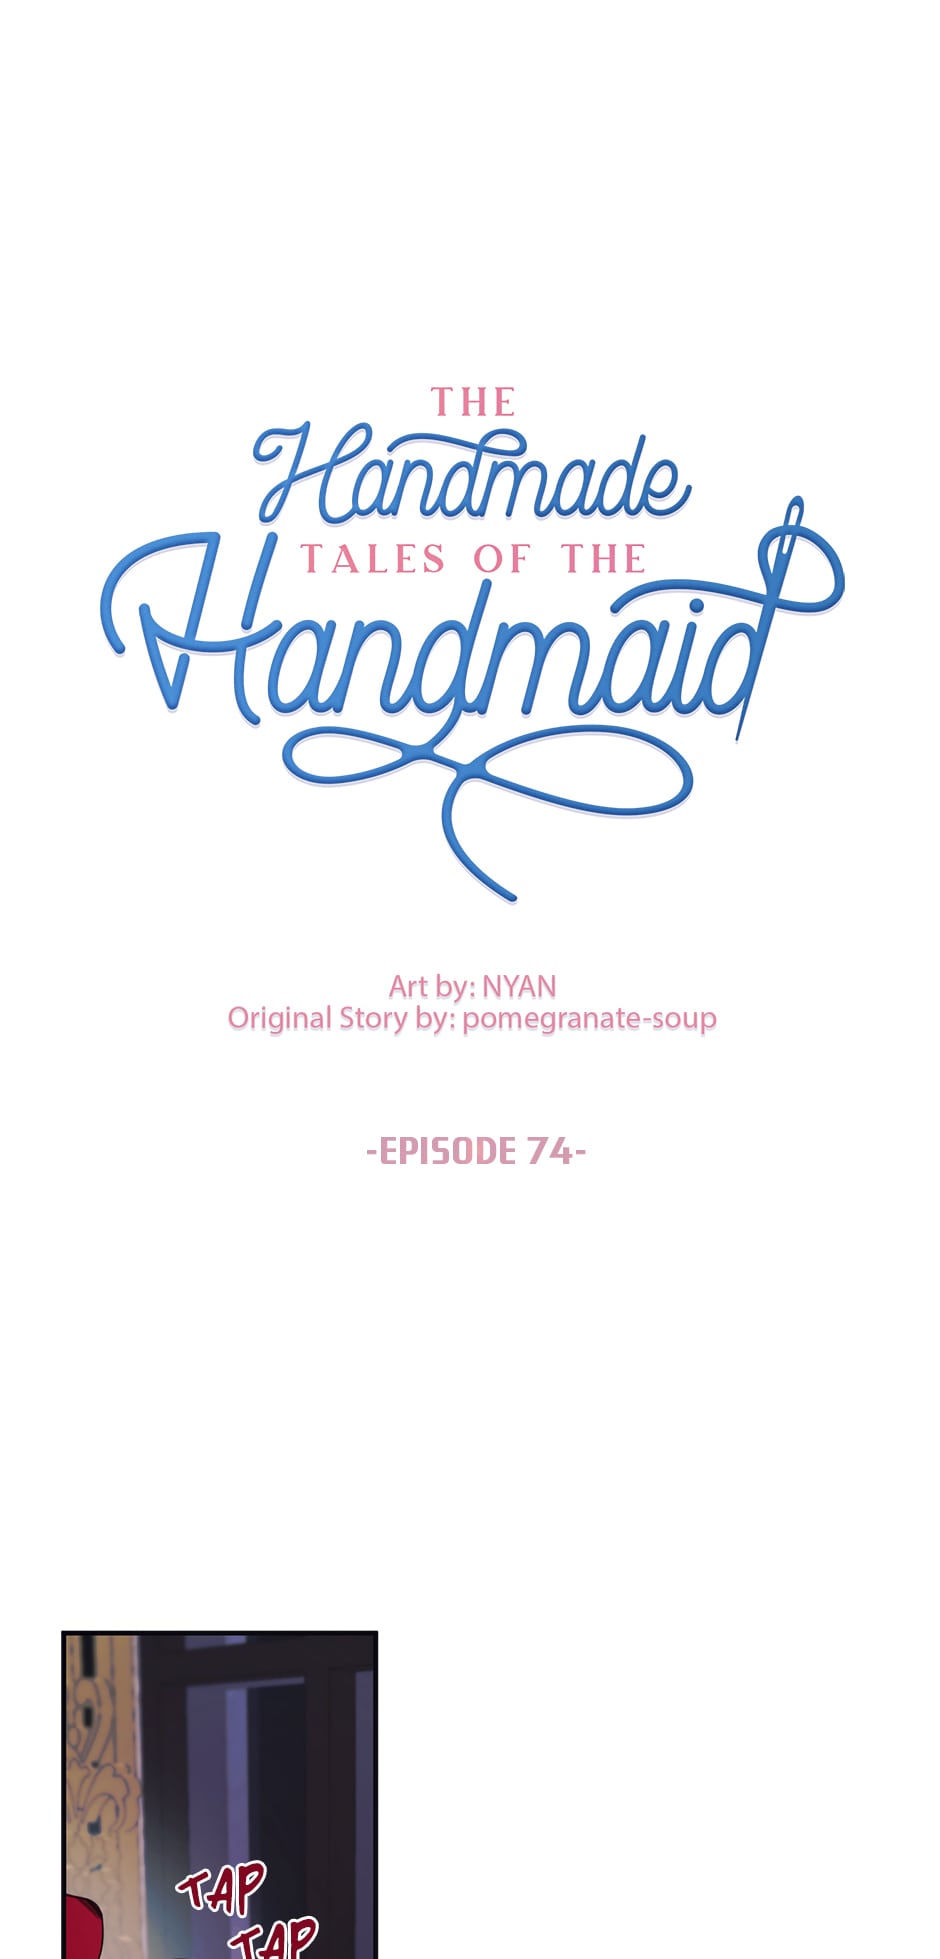 THE
Handmade
TALES OF THE
Handmaid
Art by: NYAN
Original Story by: pomegranate-soup
-EPISODE 74-
TAP
TAP